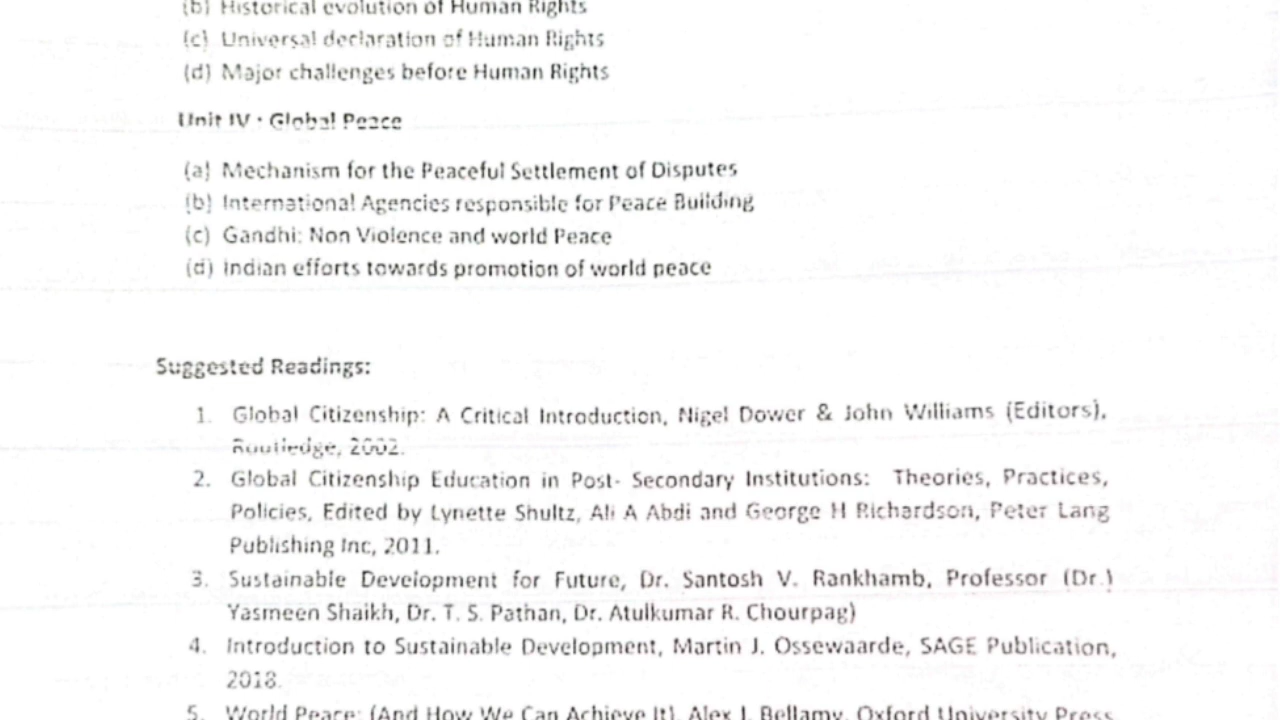 (b) Historical evolution of Human Rights
(c) Universal declaration of Human Rights
(d) Major challenges before Human Rights
Unit IV : Global Peace
(a) Mechanism for the Peaceful Settlement of Disputes
(b) International Agencies responsible for Peace Building
(c) Gandhi: Non Violence and world Peace
(d) Indian efforts towards promotion of world peace
Suggested Readings:
1. Global Citizenship: A Critical Introduction, Nigel Dower & John Williams (Editors),
Routledge, 2002.
2. Global Citizenship Education in Post- Secondary Institutions: Theories, Practices,
Policies, Edited by Lynette Shultz, Ali A Abdi and George H Richardson, Peter Lang
Publishing Inc, 2011.
3. Sustainable Development for Future, Dr. Santosh V. Rankhamb, Professor (Dr.)
Yasmeen Shaikh, Dr. T. S. Pathan, Dr. Atulkumar R. Chourpag)
4. Introduction to Sustainable Development, Martin J. Ossewaarde, SAGE Publication,
2018.
5. World Peace: (And How We Can Achieve It), Alex J. Bellamy, Oxford University Press